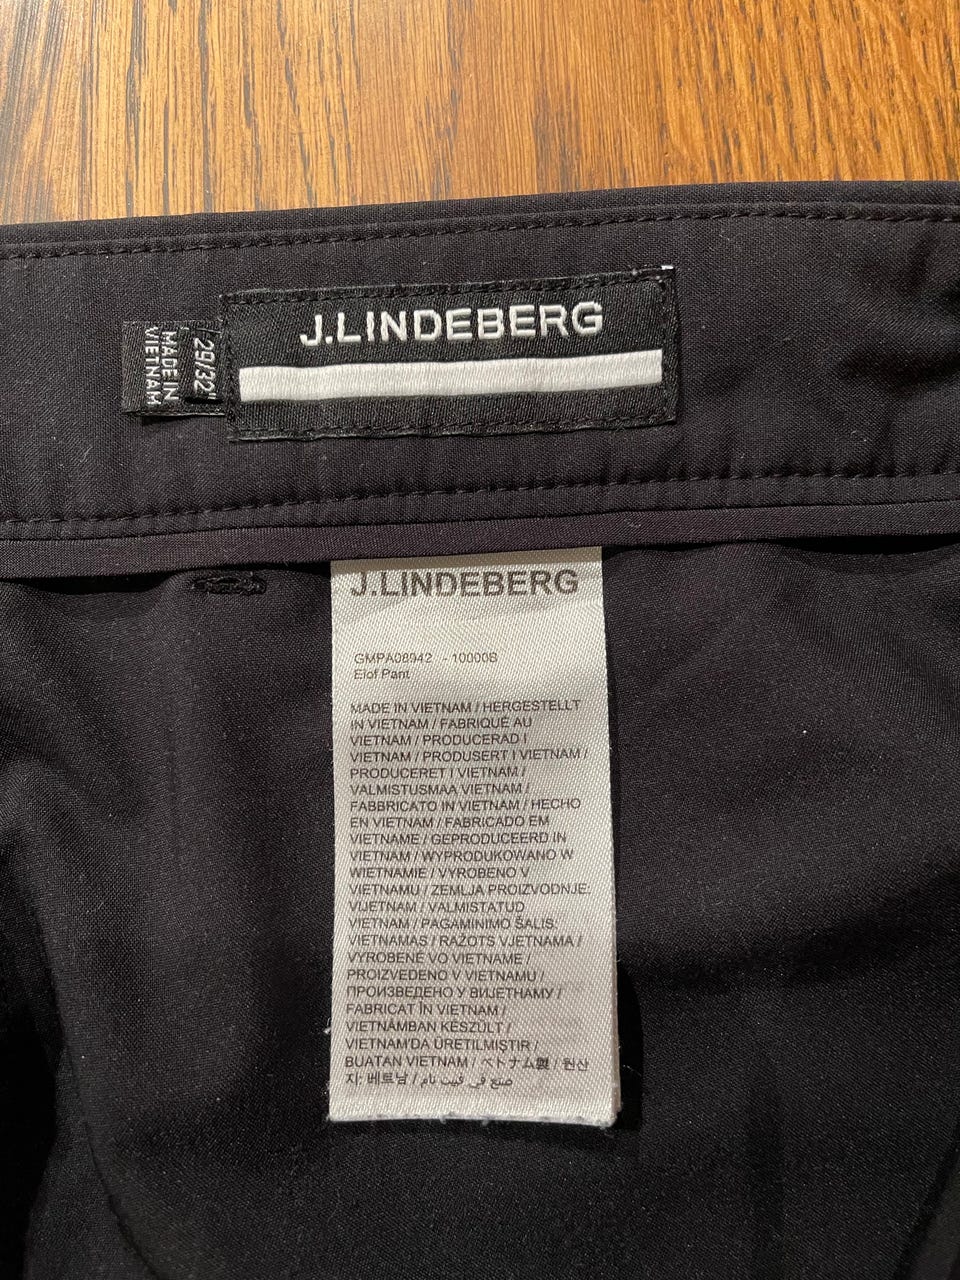 J.LINDEBERG
29/32
MADE IN
VIETNAM
J.LINDEBERG
GMPA08942 - 10000B
Elof Pant
MADE IN VIETNAM / HERGESTELLT
IN VIETNAM / FABRIQUÉ AU
VIETNAM / PRODUCERAD I
VIETNAM / PRODUSERT I VIETNAM /
PRODUCERET I VIETNAM /
VALMISTUSMAA VIETNAM /
FABBRICATO IN VIETNAM / HECHO
EN VIETNAM / FABRICADO EM
VIETNAME / GEPRODUCEERD IN
VIETNAM / WYPRODUKOWANO W
WIETNAMIE / VYROBENO V
VIETNAMU / ZEMLJA PROIZVODNJE:
VIJETNAM / VALMISTATUD
VIETNAM / PAGAMINIMO ŠALIS:
VIETNAMAS / RAŽOTS VJETNAMA /
VYROBENÉ VO VIETNAME /
PROIZVEDENO V VIETNAMU /
ПРОИЗВЕДЕНО У ВИЈЕТНАМУ /
FABRICAT ÎN VIETNAM /
VIETNÁMBAN KÉSZÜLT /
VIETNAM'DA ÜRETILMISTIR /
BUATAN VIETNAM / ベトナム製 / 원산
지: 베트남 / صنع في فييت نام